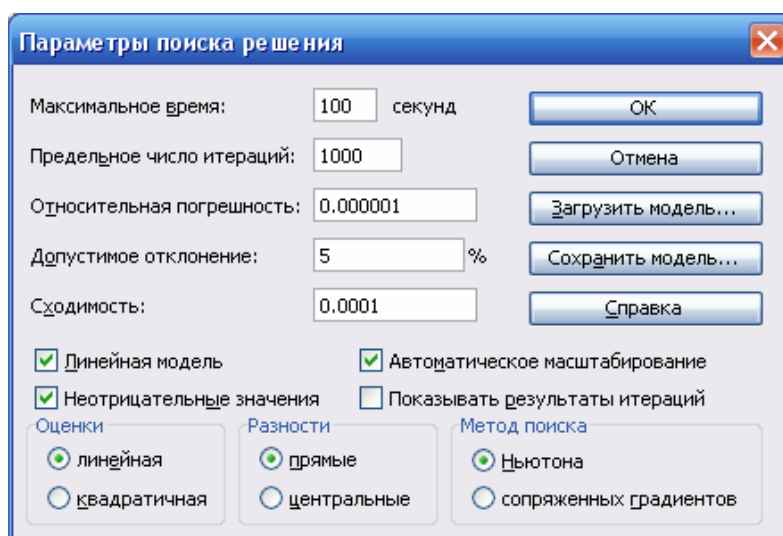 Параметры поиска решения
Максимальное время: 100 секунд OK
Предельное число итераций: 1000 Отмена
Относительная погрешность: 0.000001 Загрузить модель...
Допустимое отклонение: 5 % Сохранить модель...
Сходимость: 0.0001 Справка
Линейная модель Автоматическое масштабирование
Неотрицательные значения Показывать результаты итераций
Оценки Разности Метод поиска
линейная прямые Ньютона
квадратичная центральные сопряженных градиентов